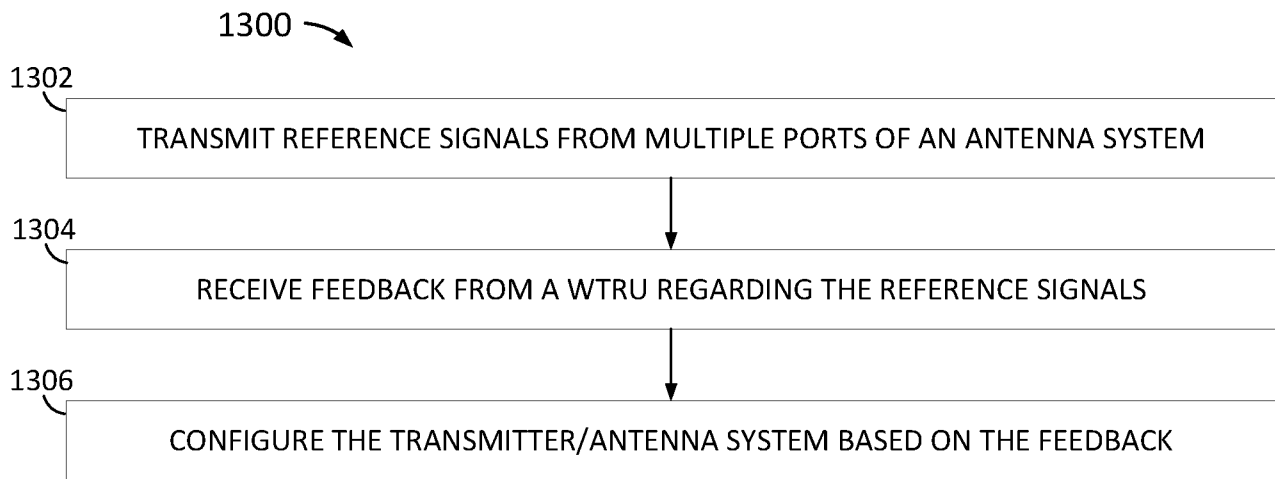 1300
1302
TRANSMIT REFERENCE SIGNALS FROM MULTIPLE PORTS OF AN ANTENNA SYSTEM
1304
RECEIVE FEEDBACK FROM A WTRU REGARDING THE REFERENCE SIGNALS
1306
CONFIGURE THE TRANSMITTER/ANTENNA SYSTEM BASED ON THE FEEDBACK